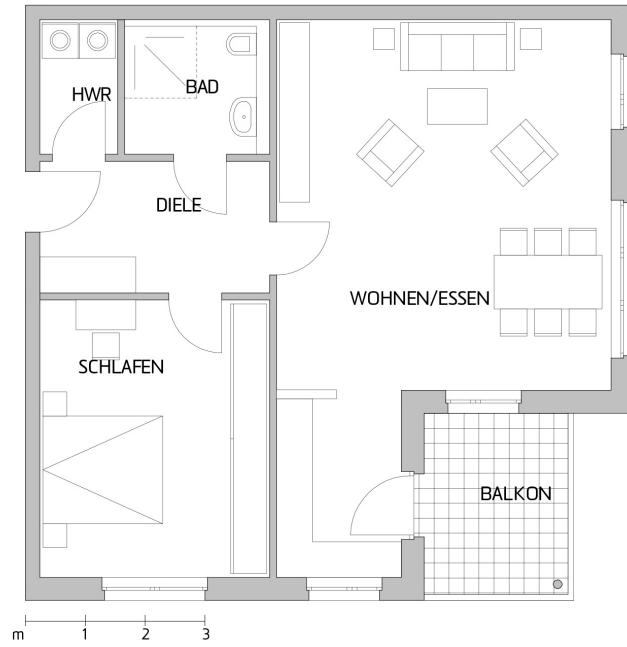 HWR
BAD
DIELE
WOHNEN/ESSEN
SCHLAFEN
BALKON
m 1 2 3